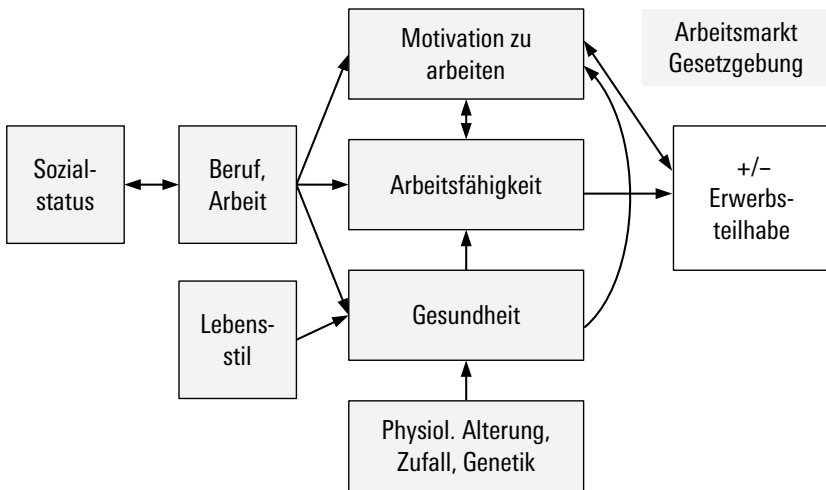 Motivation zu
arbeiten
Arbeitsmarkt
Gesetzgebung
Sozial-
status
Beruf,
Arbeit
Arbeitsfähigkeit
+/–
Erwerbs-
teilhabe
Lebens-
stil
Gesundheit
Physiol. Alterung,
Zufall, Genetik